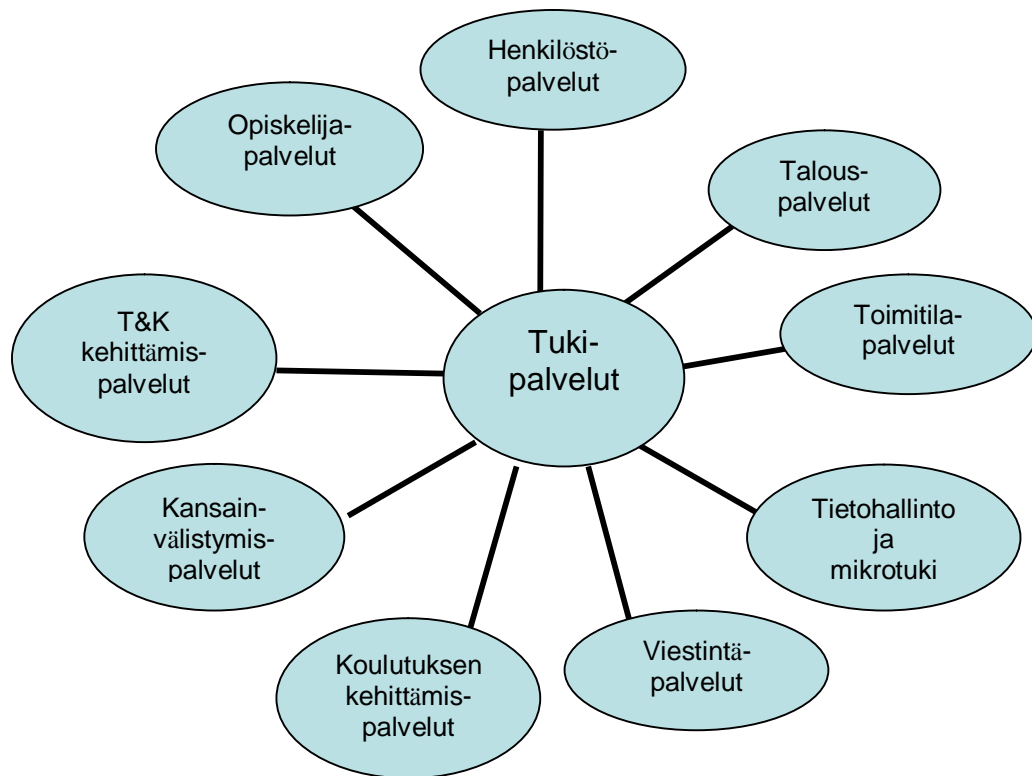 Henkilöstö-
palvelut
Opiskelija-
palvelut
Talous-
palvelut
T&K
kehittämis-
palvelut
Toimitila-
palvelut
Tuki-
palvelut
Kansain-
välistymis-
palvelut
Tietohallinto
ja
mikrotuki
Koulutuksen
kehittämis-
palvelut
Viestintä-
palvelut